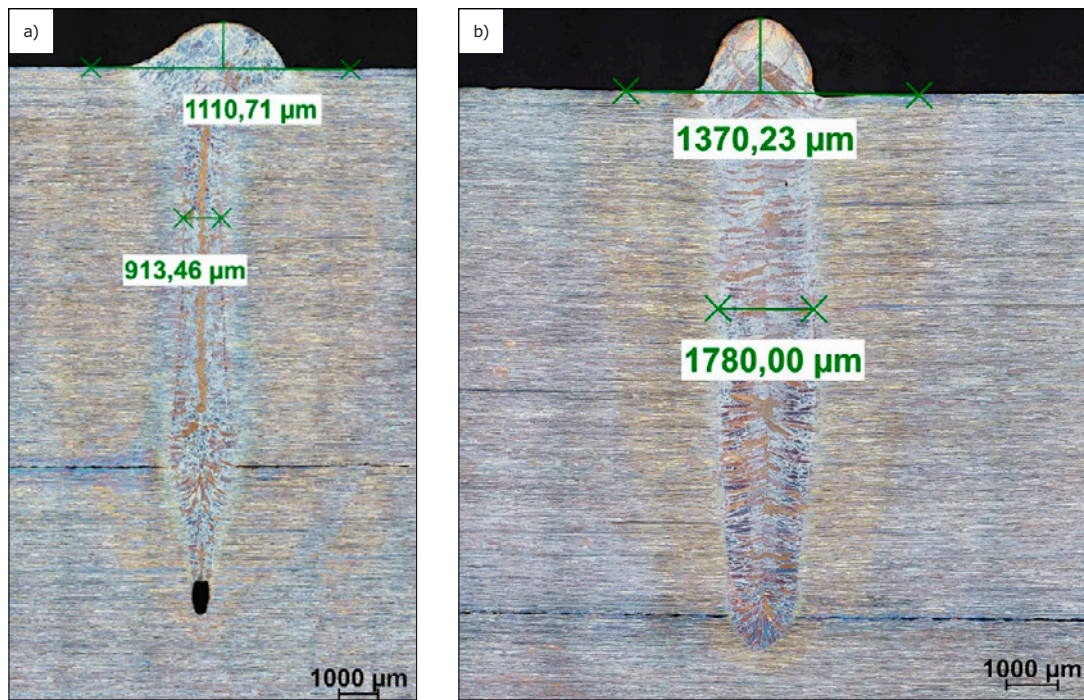 a)
1110,71 µm
913,46 µm
1000 µm
b)
1370,23 µm
1780,00 µm
1000 µm